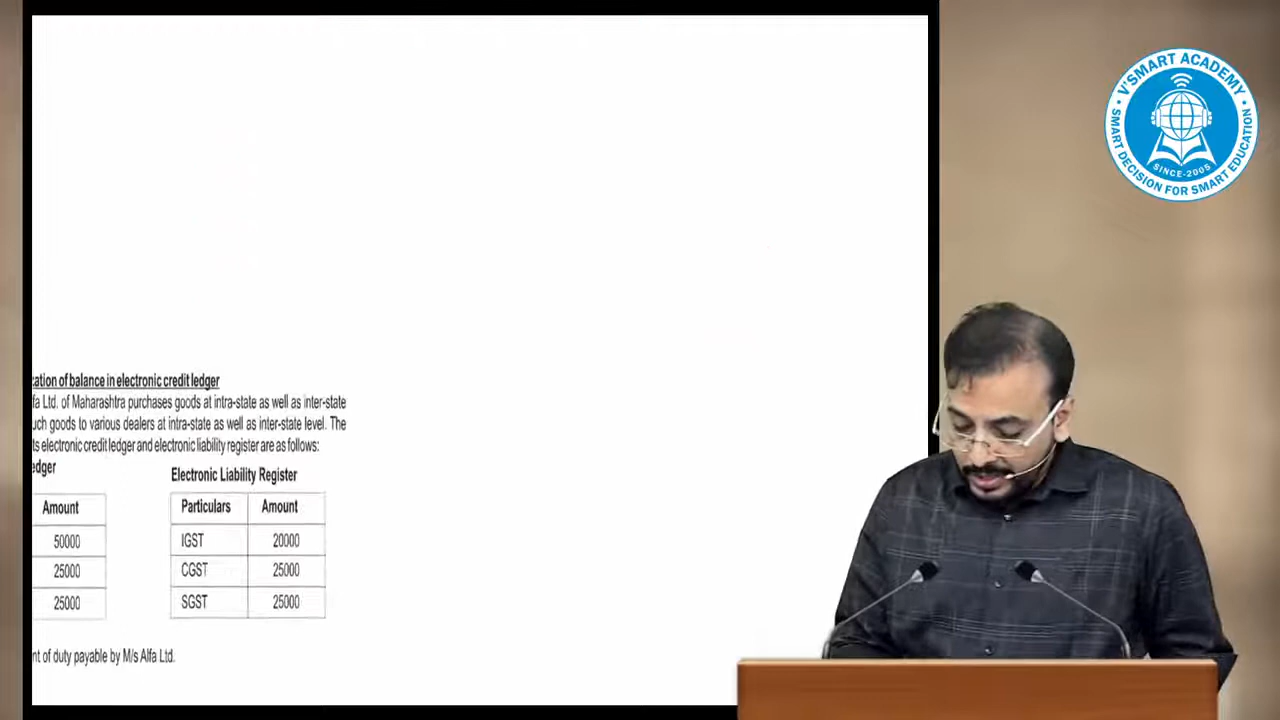 cation of balance in electronic credit ledger
fa Ltd. of Maharashtra purchases goods at intra-state as well as inter-state
uch goods to various dealers at intra-state as well as inter-state level. The
ts electronic credit ledger and electronic liability register are as follows:
edger
Electronic Liability Register
Amount
Particulars Amount
50000
IGST 20000
25000
CGST 25000
25000
SGST 25000
nt of duty payable by M/s Alfa Ltd.
V'SMART ACADEMY
SINCE-2005
SMART DECISION FOR SMART EDUCATION